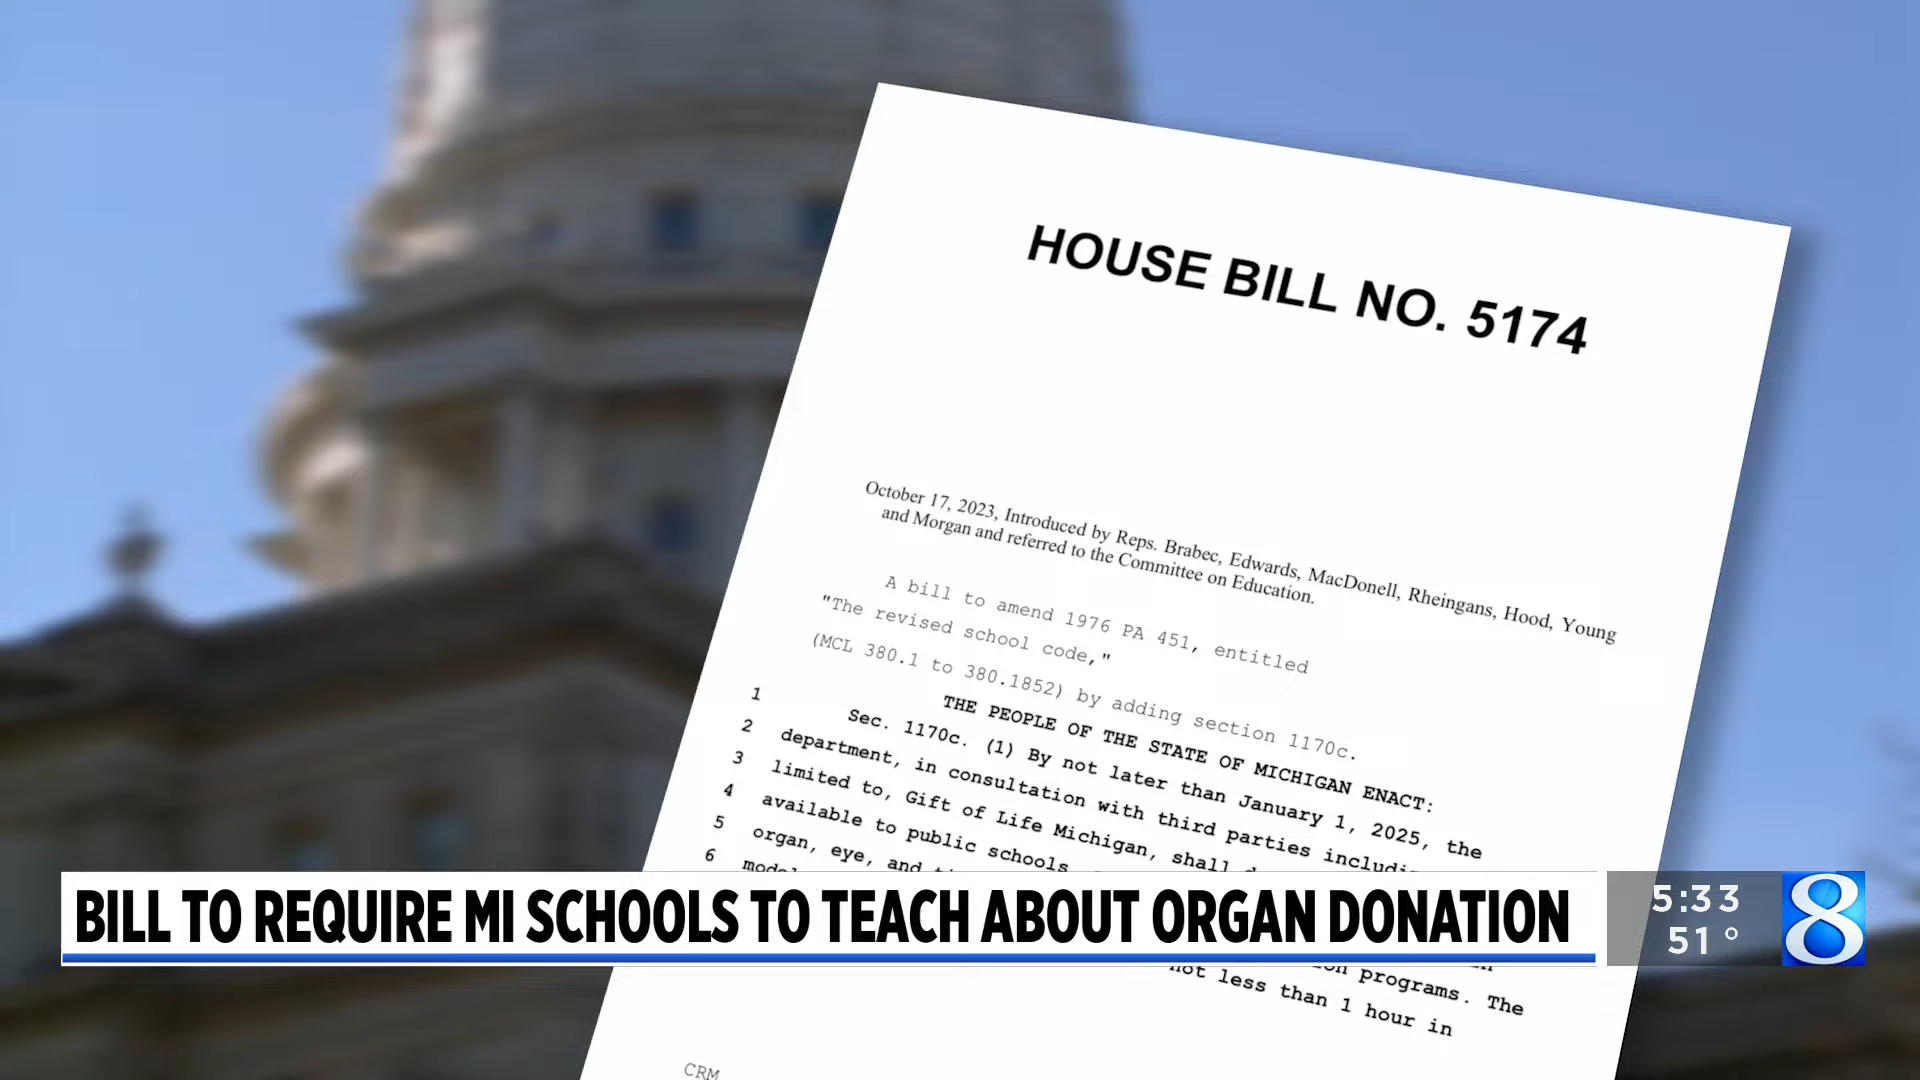 HOUSE BILL NO. 5174
October 17, 2023, Introduced by Reps. Brabec, Edwards, MacDonell, Rheingans, Hood, Young
and Morgan and referred to the Committee on Education.
A bill to amend 1976 PA 451, entitled
"The revised school code,"
(MCL 380.1 to 380.1852) by adding section 1170c.
THE PEOPLE OF THE STATE OF MICHIGAN ENACT:
1 Sec. 1170c. (1) By not later than January 1, 2025, the
2 department, in consultation with third parties
3 limited to, Gift of Life Michigan, shall
4 available to public schools
5 organ, eye, and
6
programs. The
not less than 1 hour in
CRM
BILL TO REQUIRE MI SCHOOLS TO TEACH ABOUT ORGAN DONATION
5:33
51°
8